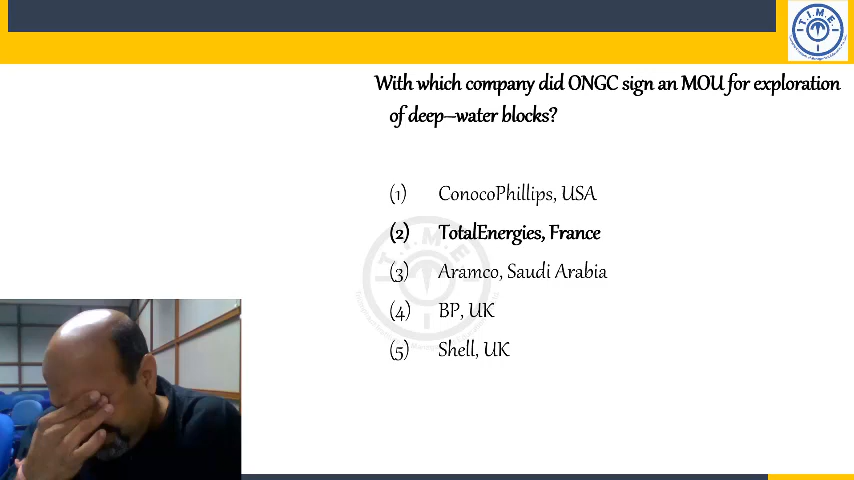 T.I.M.E.
With which company did ONGC sign an MOU for exploration
of deep–water blocks?
(1) ConocoPhillips, USA
(2) TotalEnergies, France
(3) Aramco, Saudi Arabia
(4) BP, UK
(5) Shell, UK